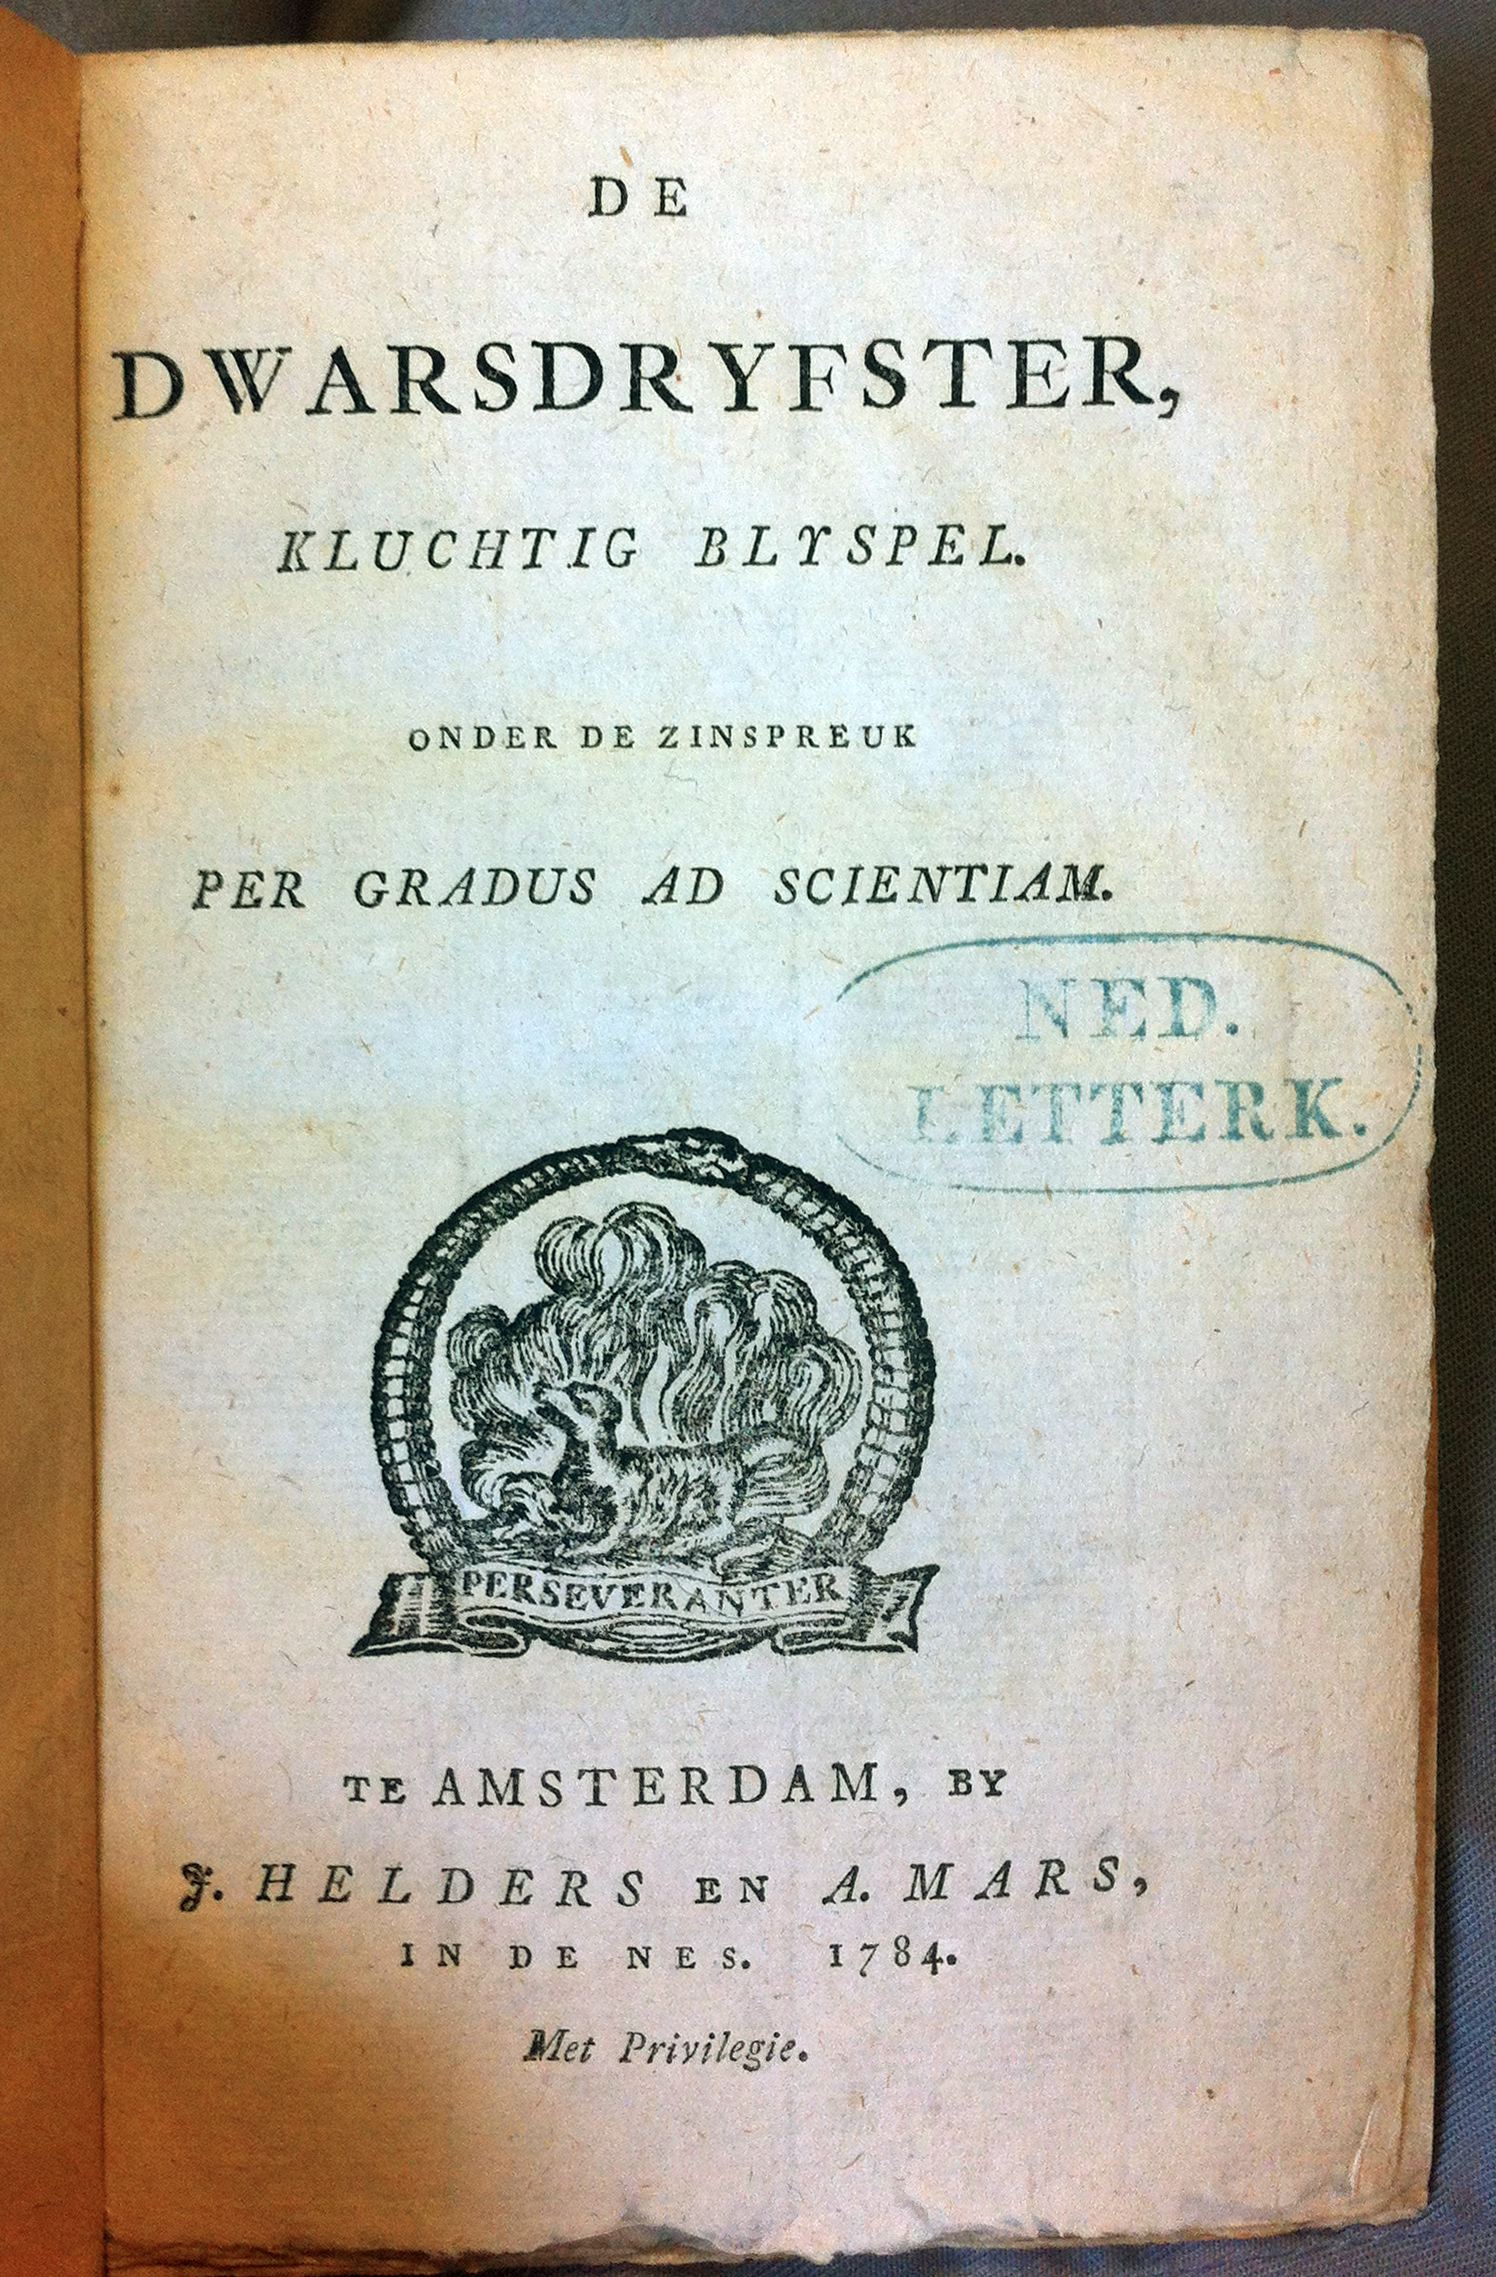 DE
DWARSDRYFSTER,
KLUCHTIG BLYSPEL.
ONDER DE ZINSPREUK
PER GRADUS AD SCIENTIAM.
NED.
LETTERK.
PERSEVERANTER
TE AMSTERDAM, BY
J. HELDERS EN A. MARS,
IN DE NES. 1784.
Met Privilegie.